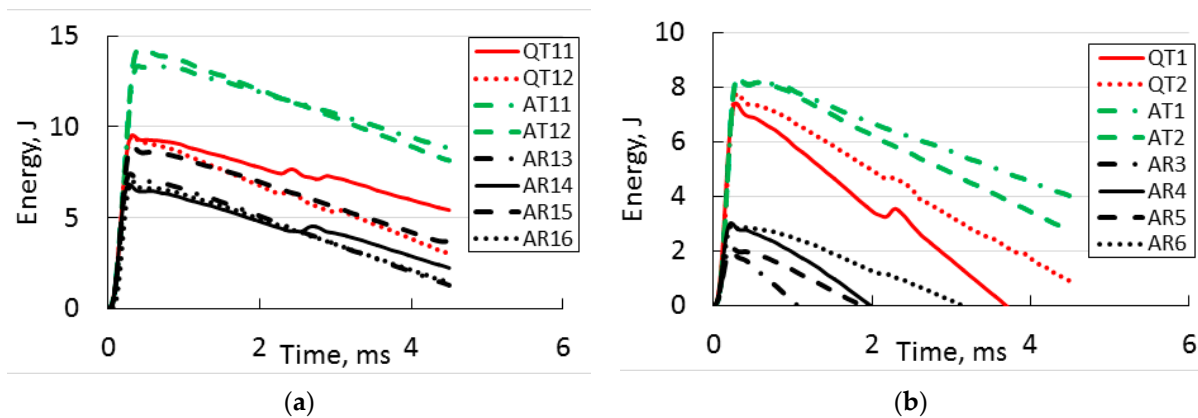 15
10
5
0
Energy, J
0
2
4
6
Time, ms
QT11
QT12
AT11
AT12
AR13
AR14
AR15
AR16
(a)
10
8
6
4
2
0
Energy, J
0
2
4
6
Time, ms
QT1
QT2
AT1
AT2
AR3
AR4
AR5
AR6
(b)